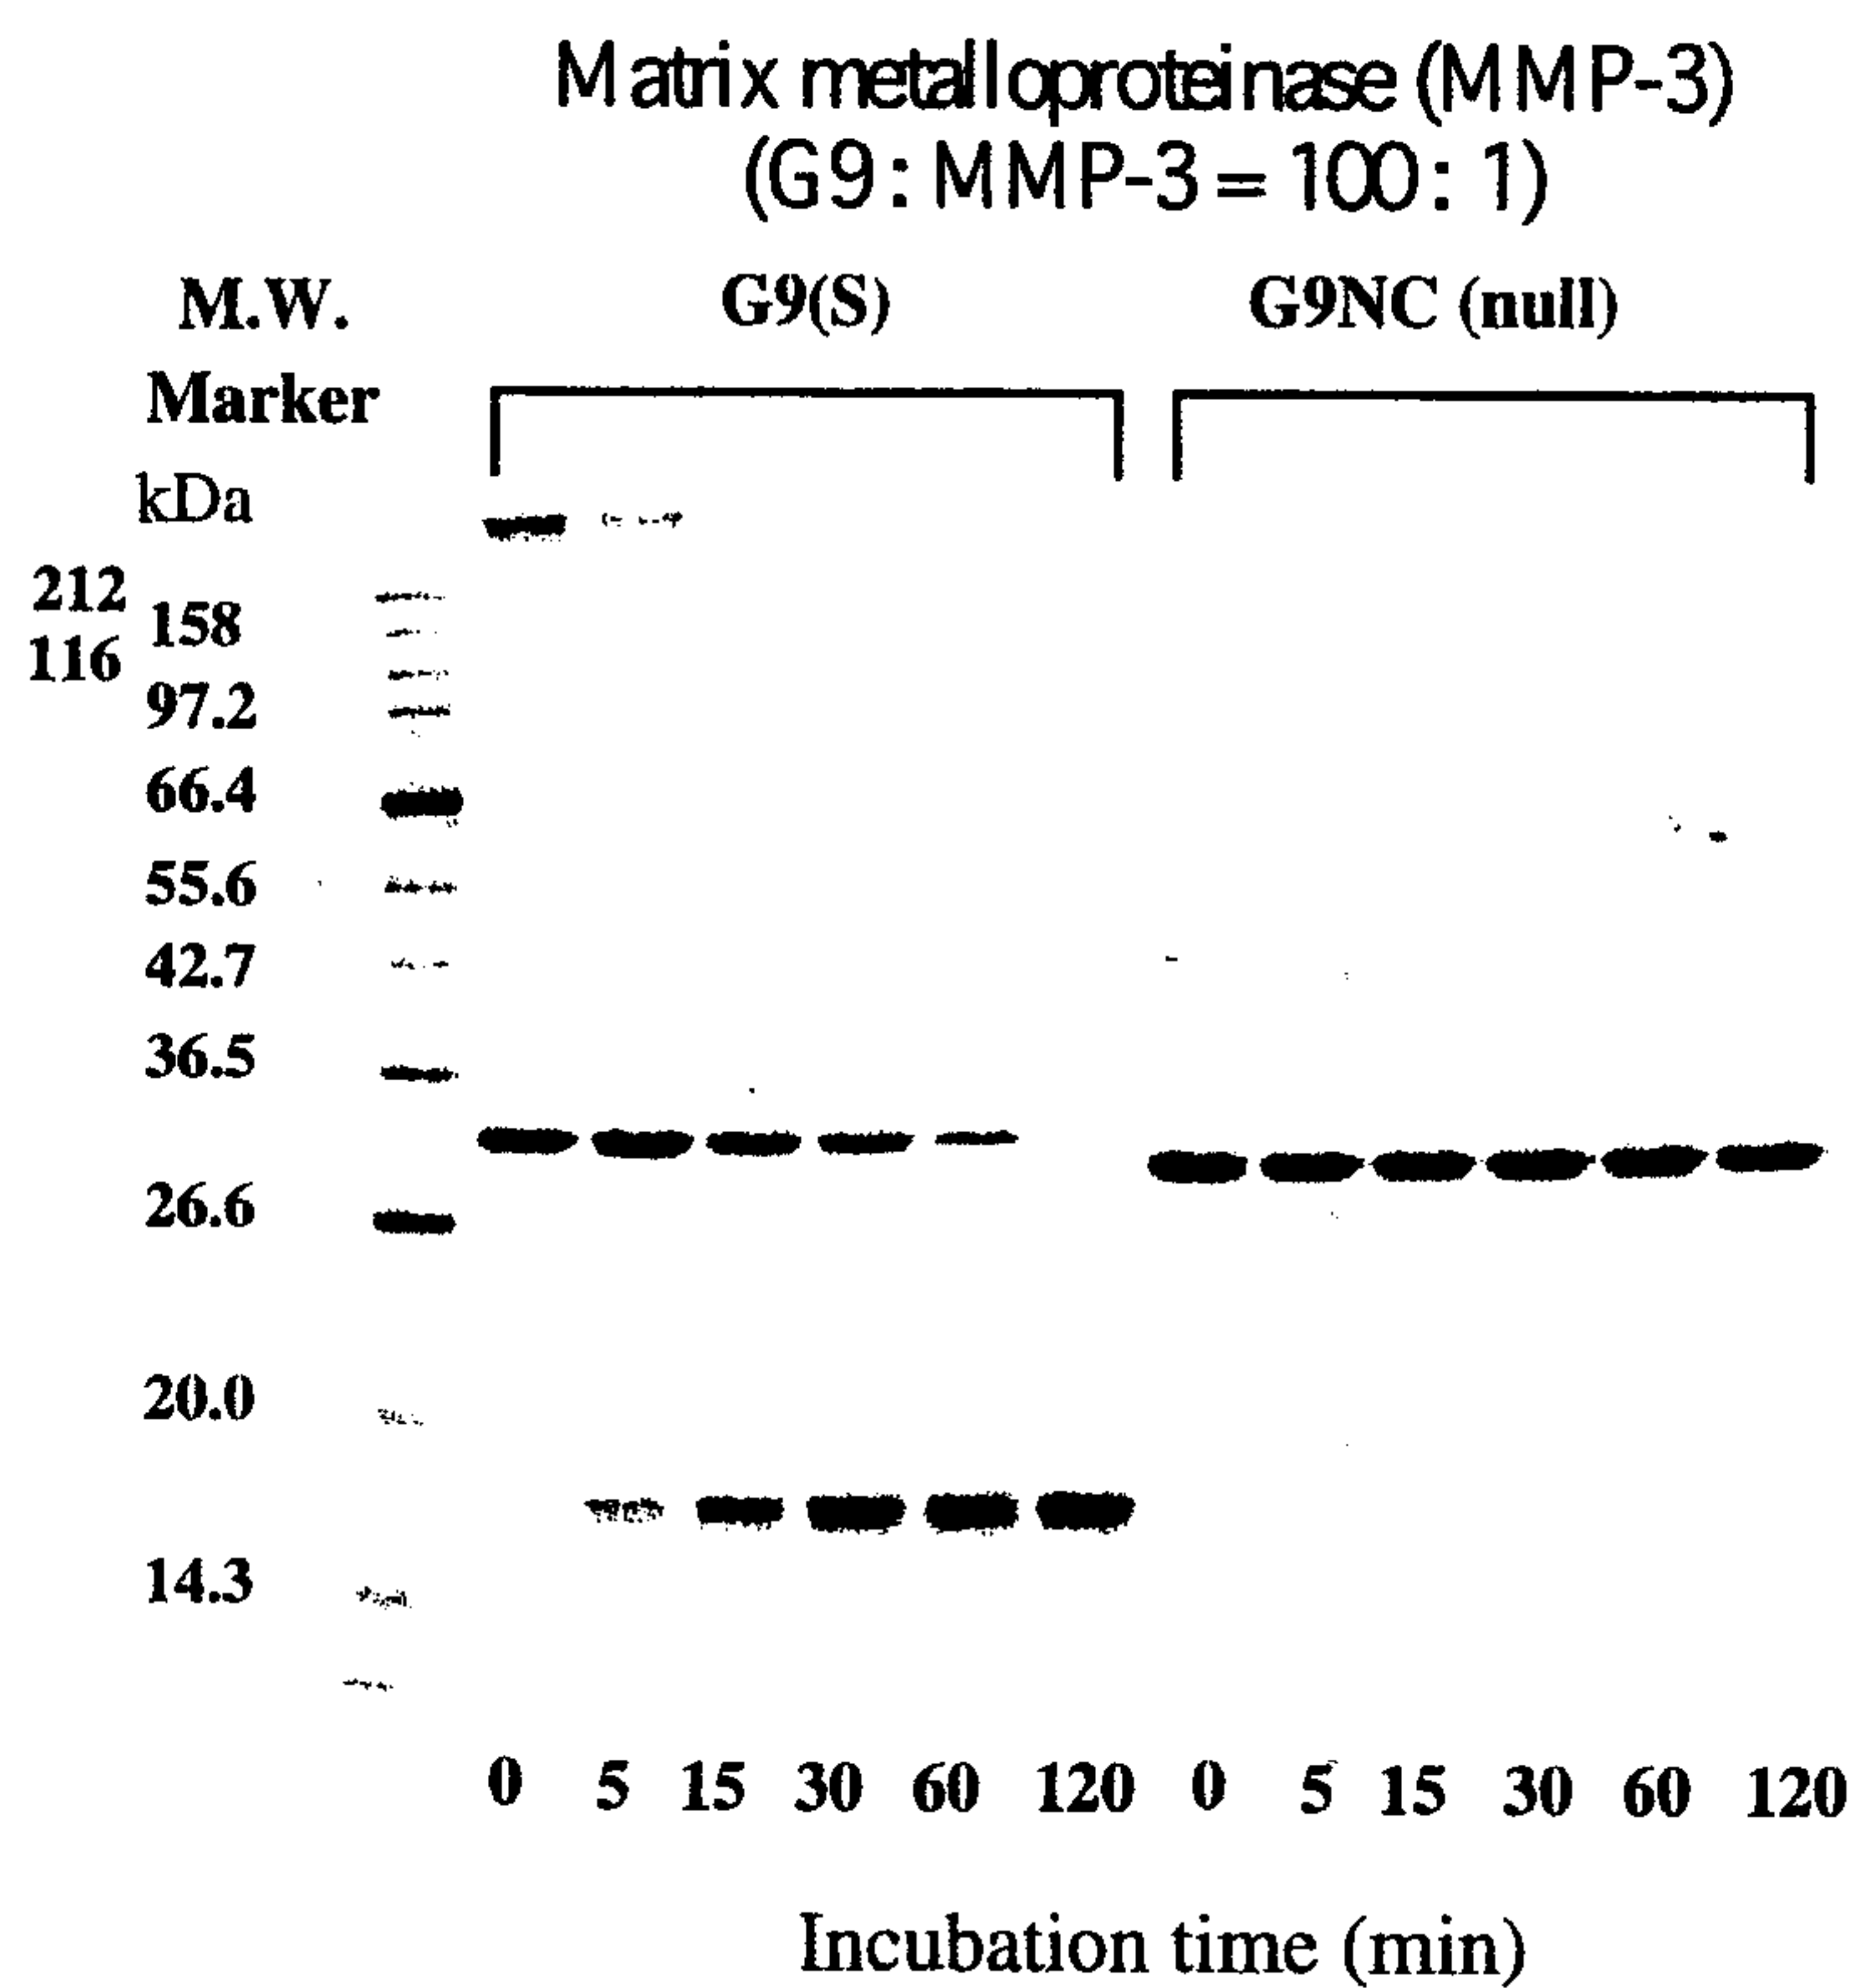 Matrix metalloproteinase (MMP-3)
(G9: MMP-3 = 100: 1)
M.W. G9(S) G9NC (null)
Marker
kDa
212
158
116
97.2
66.4
55.6
42.7
36.5
26.6
20.0
14.3
0 5 15 30 60 120 0 5 15 30 60 120
Incubation time (min)